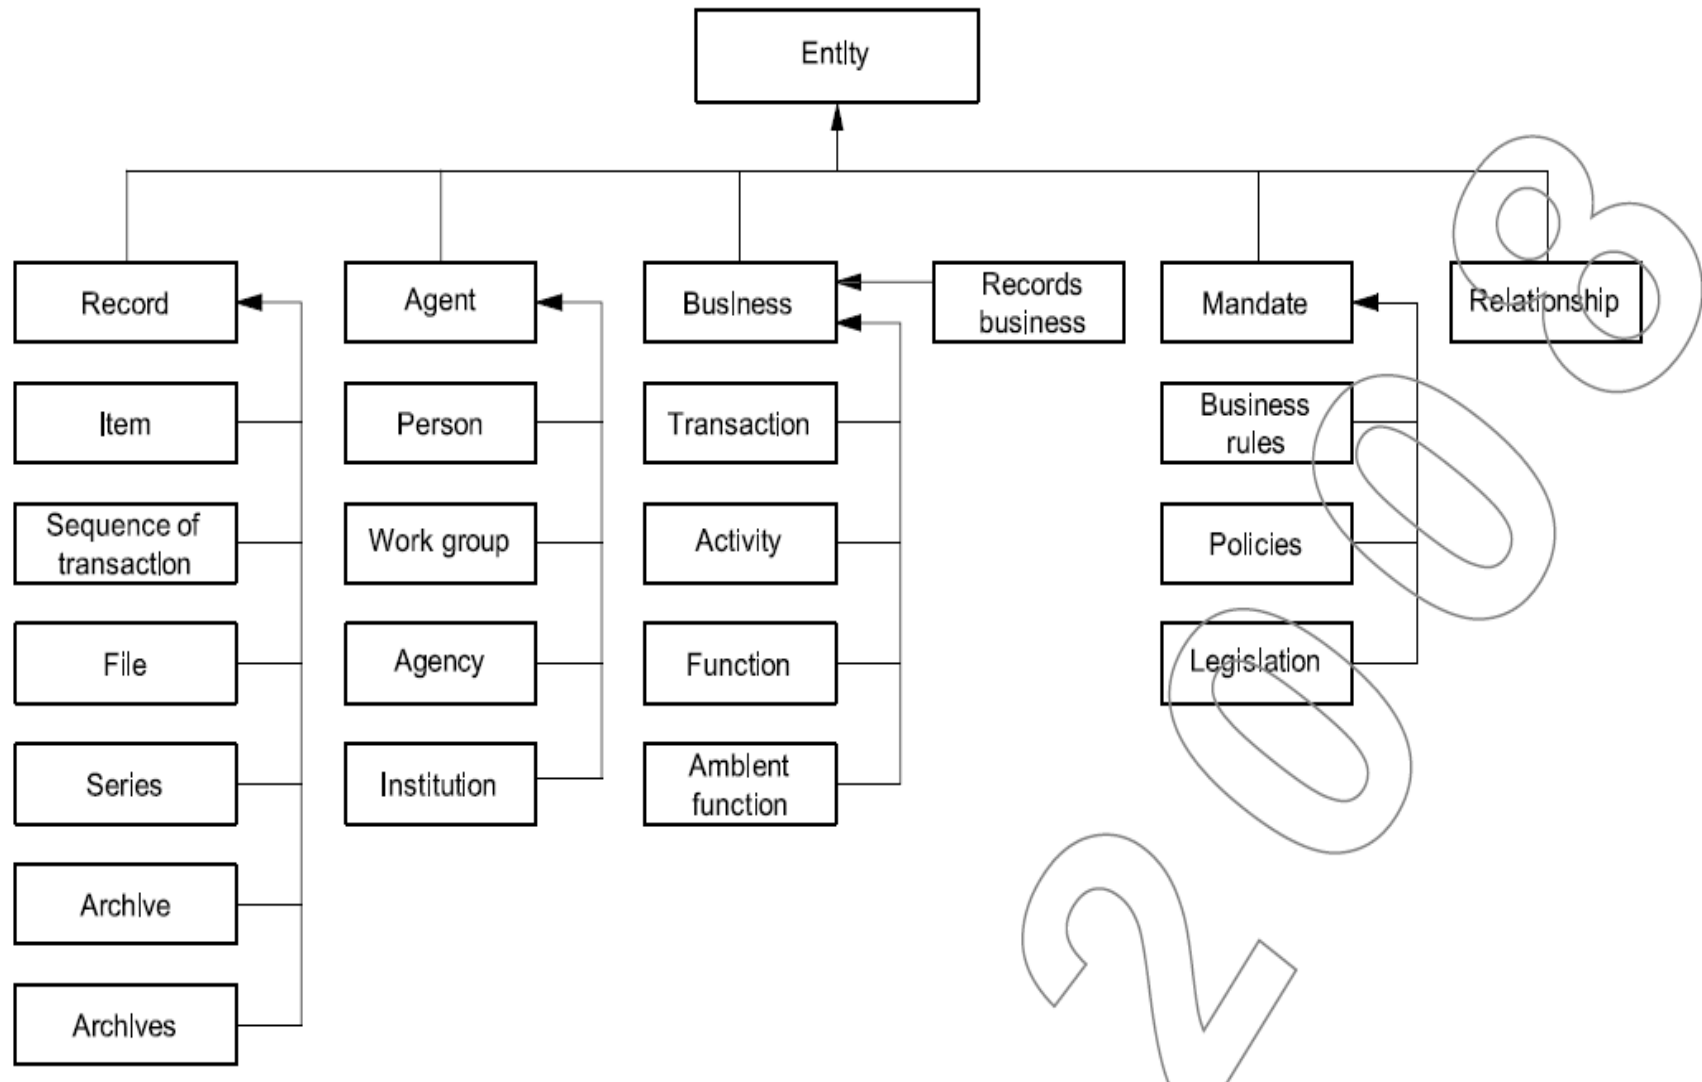 Entity
Record
Agent
Business
Records
business
Mandate
Relationship
Item
Person
Transaction
Business
rules
Sequence of
transaction
Work group
Activity
Policies
File
Agency
Function
Legislation
Series
Institution
Ambient
function
Archive
Archives
2008